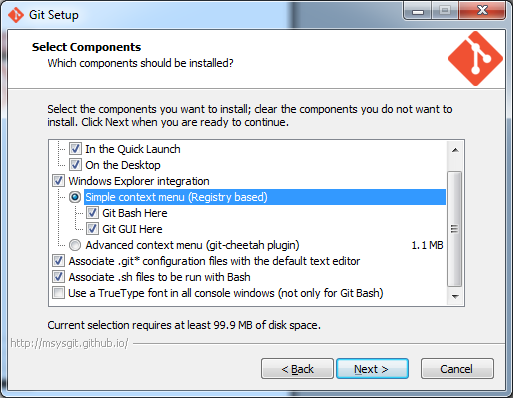 Git Setup
Select Components
Which components should be installed?
Select the components you want to install; clear the components you do not want to
install. Click Next when you are ready to continue.
In the Quick Launch
On the Desktop
Windows Explorer integration
Simple context menu (Registry based)
Git Bash Here
Git GUI Here
Advanced context menu (git-cheetah plugin) 1.1 MB
Associate .git* configuration files with the default text editor
Associate .sh files to be run with Bash
Use a TrueType font in all console windows (not only for Git Bash)
Current selection requires at least 99.9 MB of disk space.
http://msysgit.github.io/
< Back Next > Cancel